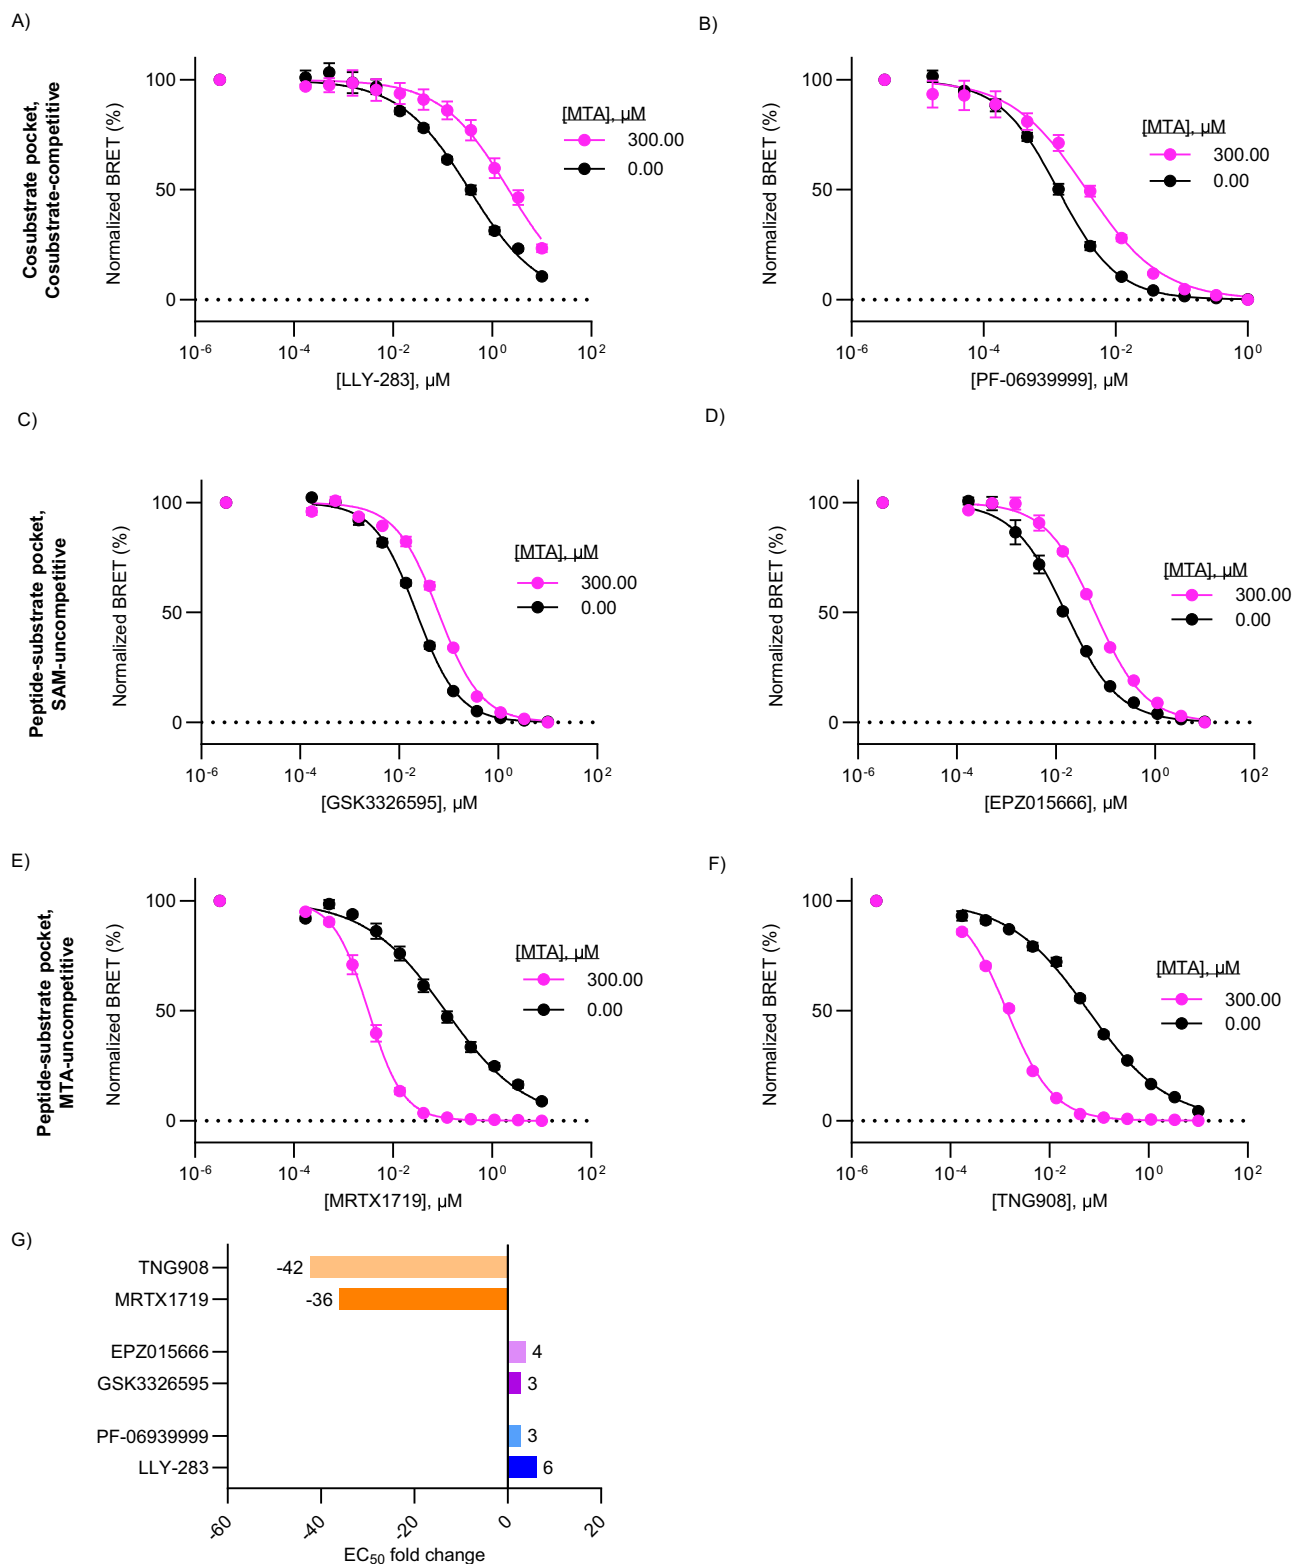 A)
Cosubstrate pocket,
Cosubstrate-competitive
Normalized BRET (%)
100
50
0
10⁻⁶ 10⁻⁴ 10⁻² 10⁰ 10²
[LLY-283], µM
[MTA], µM
300.00
0.00
B)
Normalized BRET (%)
100
50
0
10⁻⁶ 10⁻⁴ 10⁻² 10⁰
[PF-06939999], µM
[MTA], µM
300.00
0.00
C)
Peptide-substrate pocket,
SAM-uncompetitive
Normalized BRET (%)
100
50
0
10⁻⁶ 10⁻⁴ 10⁻² 10⁰ 10²
[GSK3326595], µM
[MTA], µM
300.00
0.00
D)
Normalized BRET (%)
100
50
0
10⁻⁶ 10⁻⁴ 10⁻² 10⁰ 10²
[EPZ015666], µM
[MTA], µM
300.00
0.00
E)
Peptide-substrate pocket,
MTA-uncompetitive
Normalized BRET (%)
100
50
0
10⁻⁶ 10⁻⁴ 10⁻² 10⁰ 10²
[MRTX1719], µM
[MTA], µM
300.00
0.00
F)
Normalized BRET (%)
100
50
0
10⁻⁶ 10⁻⁴ 10⁻² 10⁰ 10²
[TNG908], µM
[MTA], µM
300.00
0.00
G)
TNG908 -42
MRTX1719 -36
EPZ015666 4
GSK3326595 3
PF-06939999 3
LLY-283 6
-60 -40 -20 0 20
EC₅₀ fold change